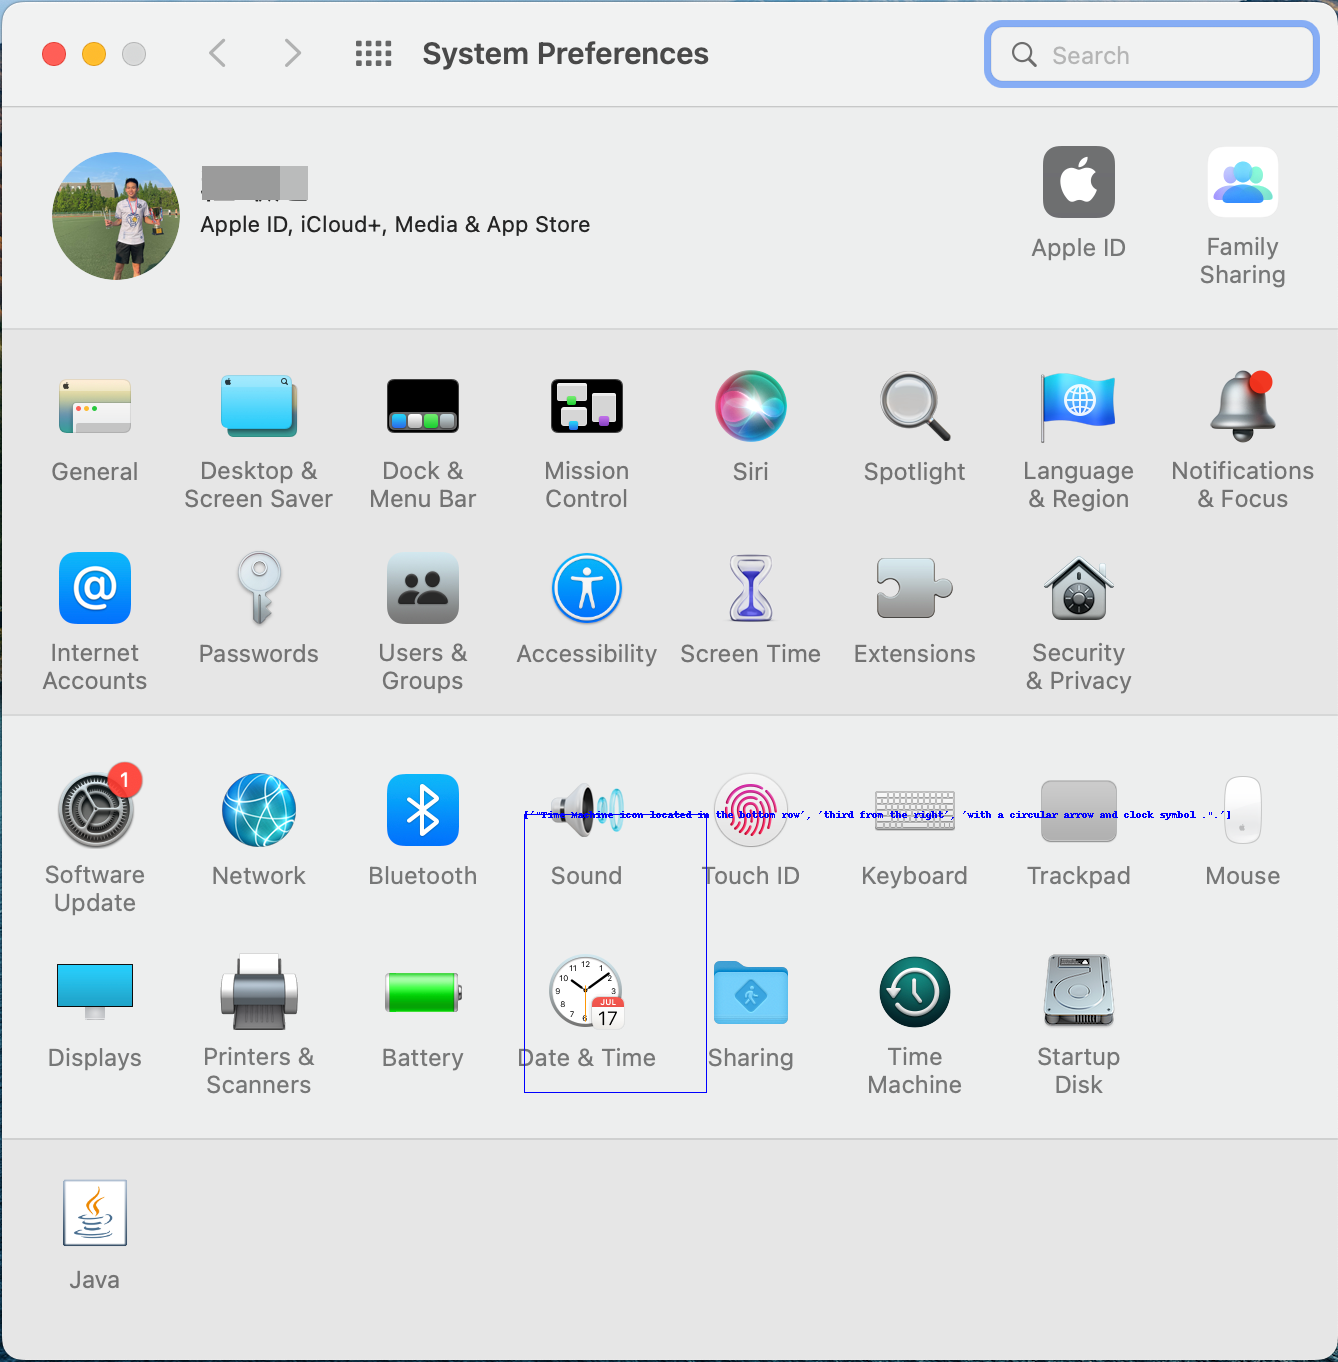 System Preferences
Search
Apple ID, iCloud+, Media & App Store
Apple ID
Family
Sharing
General
Desktop &
Screen Saver
Dock &
Menu Bar
Mission
Control
Siri
Spotlight
Language
& Region
Notifications
& Focus
Internet
Accounts
Passwords
Users &
Groups
Accessibility
Screen Time
Extensions
Security
& Privacy
1
['"Time Machine icon located in the bottom row', 'third from the right', 'with a circular arrow and clock symbol .".']
Software
Update
Network
Bluetooth
Sound
Touch ID
Keyboard
Trackpad
Mouse
12
1
2
3
6
7
8
9
10
11
JUL
17
Displays
Printers &
Scanners
Battery
Date & Time
Sharing
Time
Machine
Startup
Disk
Java